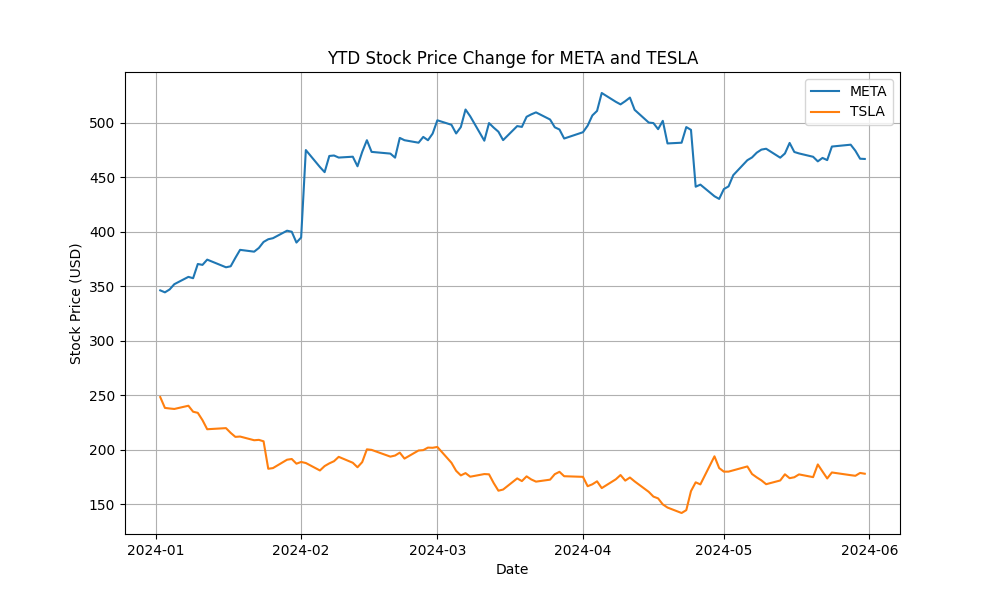 YTD Stock Price Change for META and TESLA
META
TSLA
Stock Price (USD)
500
450
400
350
300
250
200
150
2024-01 2024-02 2024-03 2024-04 2024-05 2024-06
Date